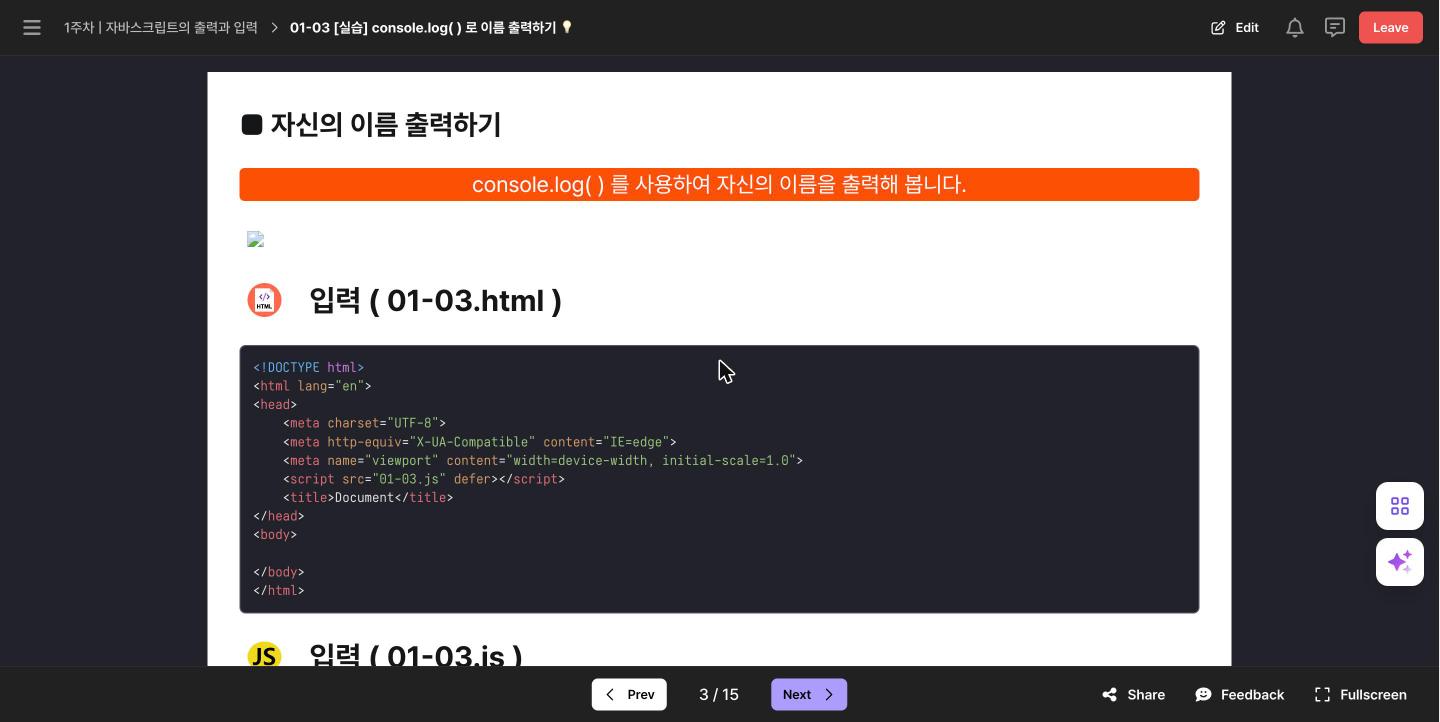 1주차 | 자바스크립트의 출력과 입력 > 01-03 [실습] console.log( ) 로 이름 출력하기
Edit
Leave
■ 자신의 이름 출력하기
console.log( ) 를 사용하여 자신의 이름을 출력해 봅니다.
</>
HTML
입력 ( 01-03.html )
<!DOCTYPE html>
<html lang="en">
<head>
    <meta charset="UTF-8">
    <meta http-equiv="X-UA-Compatible" content="IE=edge">
    <meta name="viewport" content="width=device-width, initial-scale=1.0">
    <script src="01-03.js" defer></script>
    <title>Document</title>
</head>
<body>

</body>
</html>
JS
입력 ( 01-03.js )
Prev
3 / 15
Next
Share
Feedback
Fullscreen